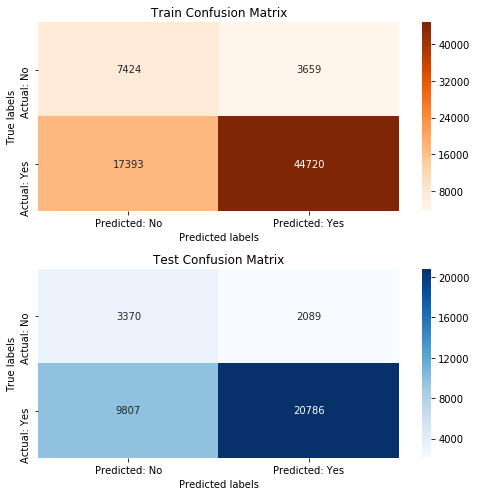 Train Confusion Matrix
True labels
Actual: No
7424 3659
Actual: Yes
17393 44720
Predicted: No Predicted: Yes
Predicted labels
40000
32000
24000
16000
8000
Test Confusion Matrix
True labels
Actual: No
3370 2089
Actual: Yes
9807 20786
Predicted: No Predicted: Yes
Predicted labels
20000
16000
12000
8000
4000